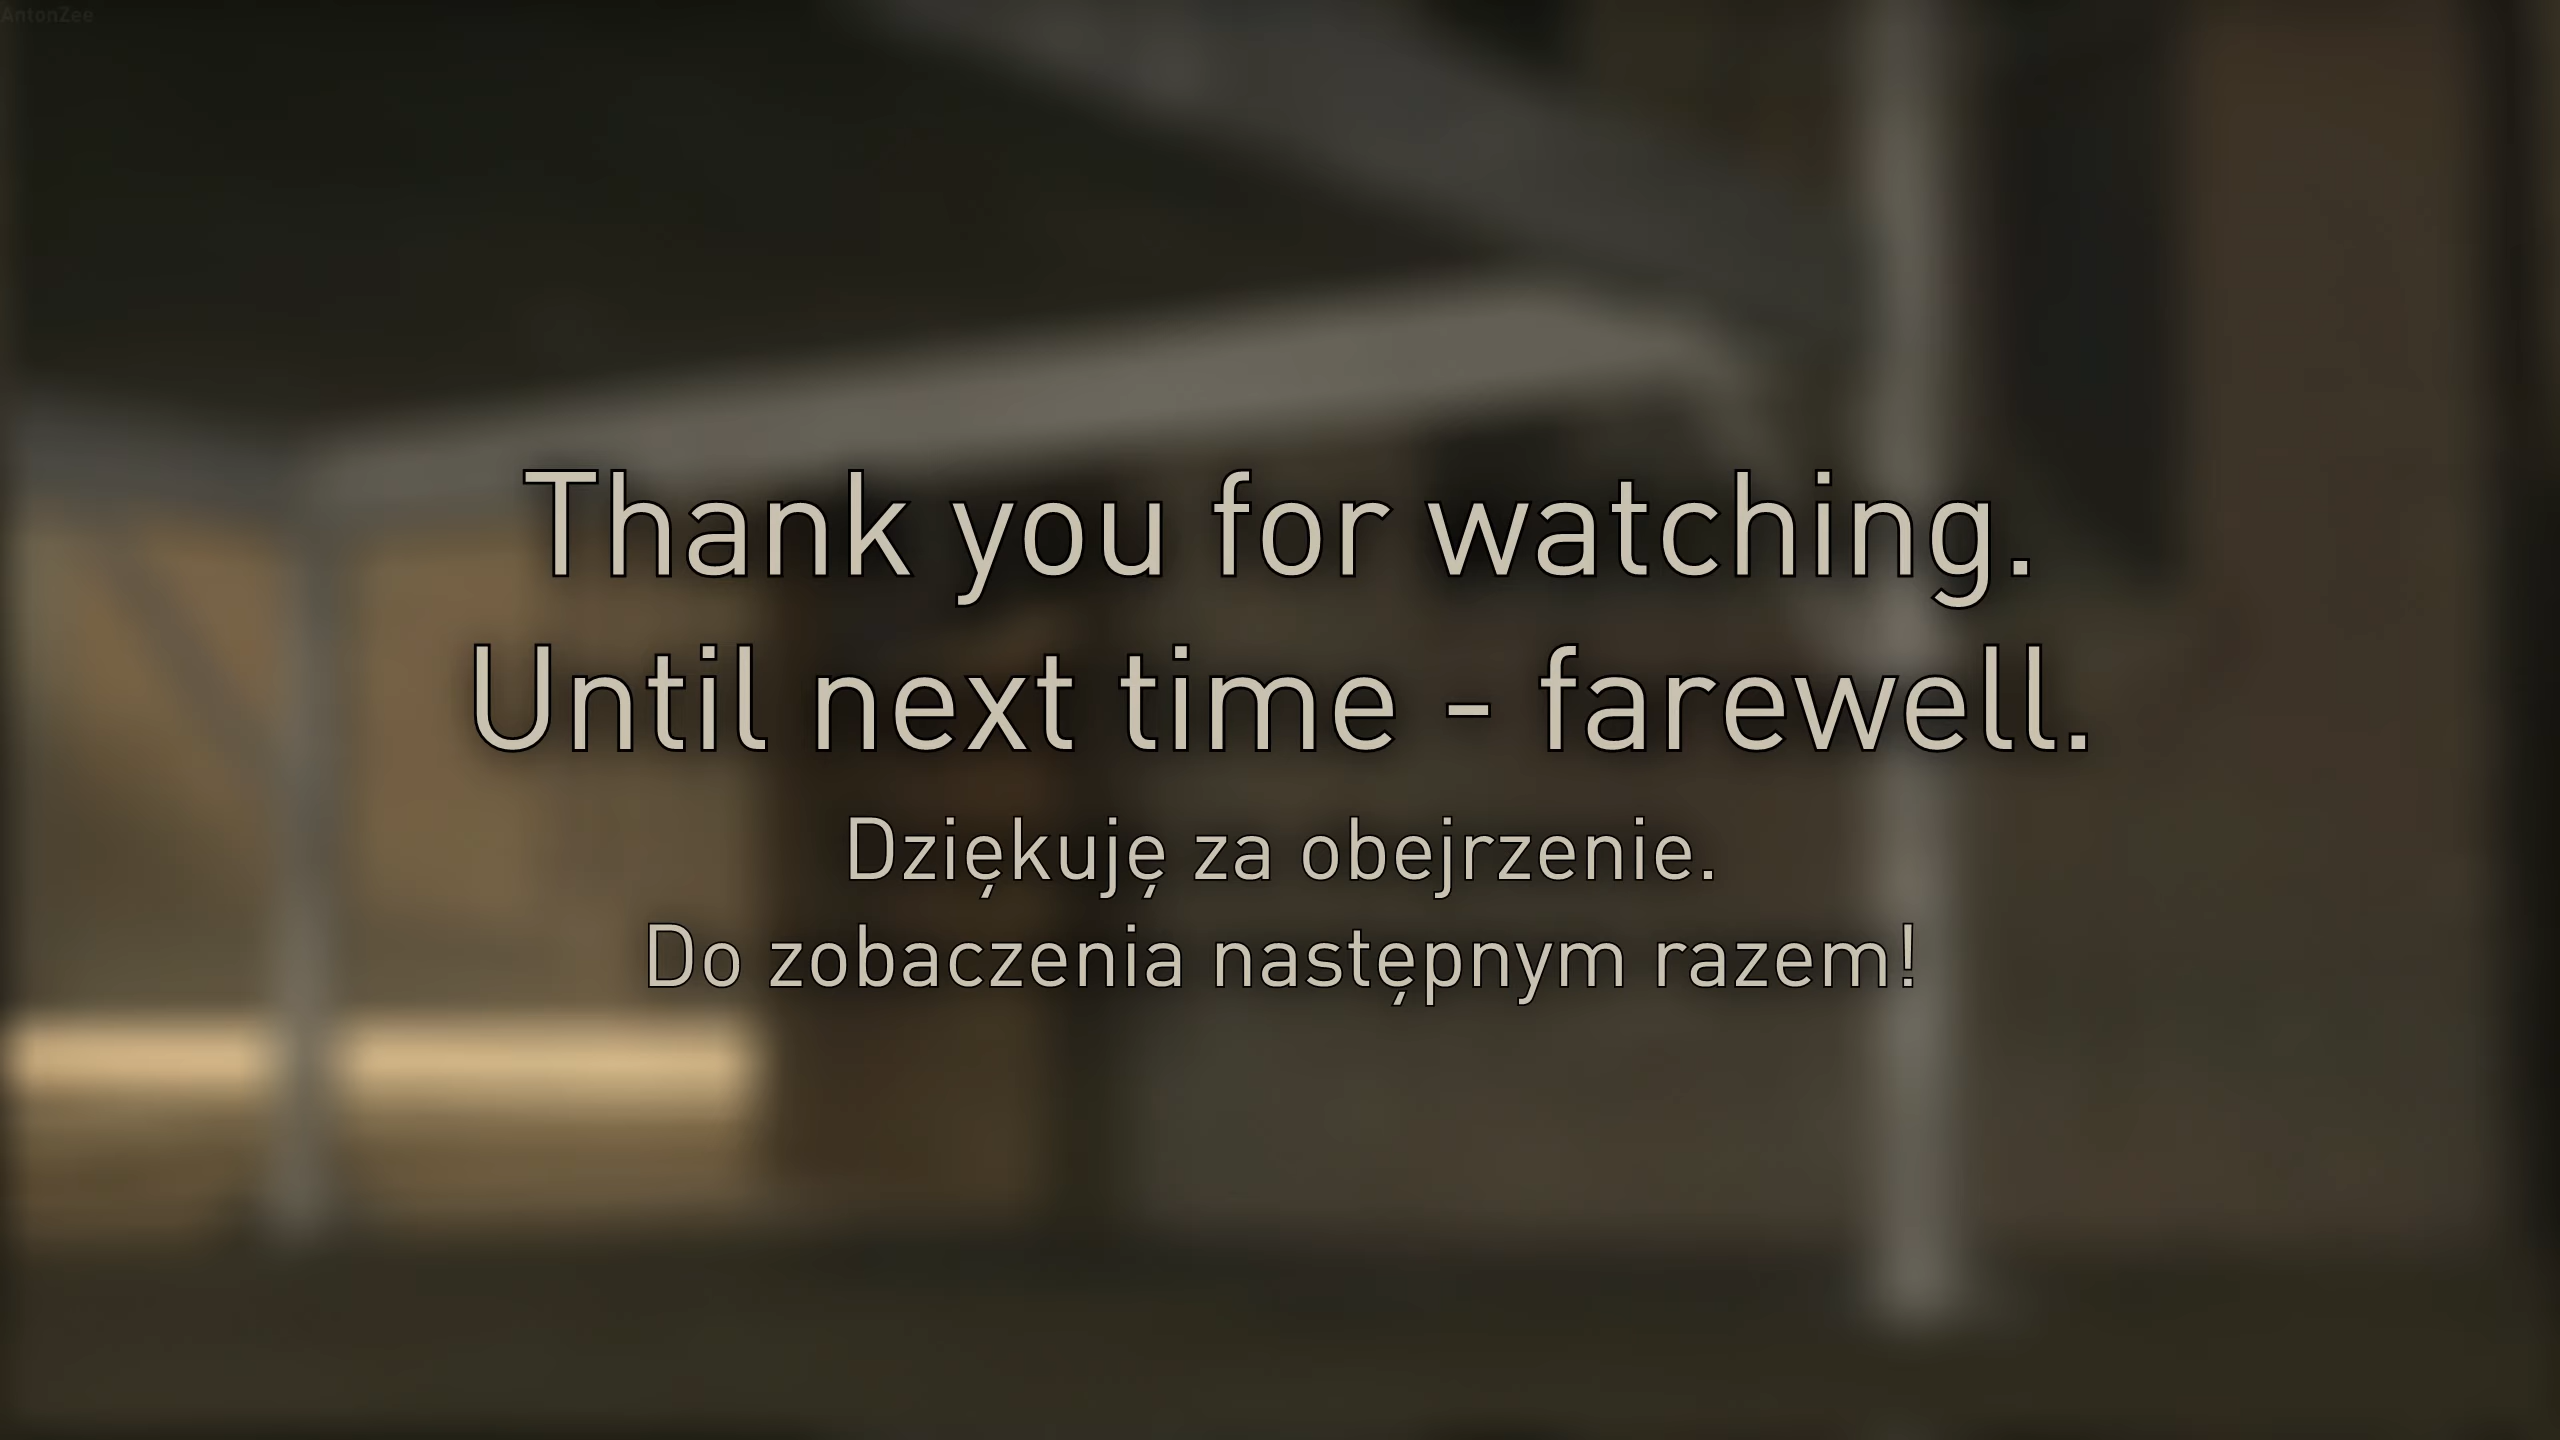 AntonZee
Thank you for watching.
Until next time - farewell.
Dziękuję za obejrzenie.
Do zobaczenia następnym razem!